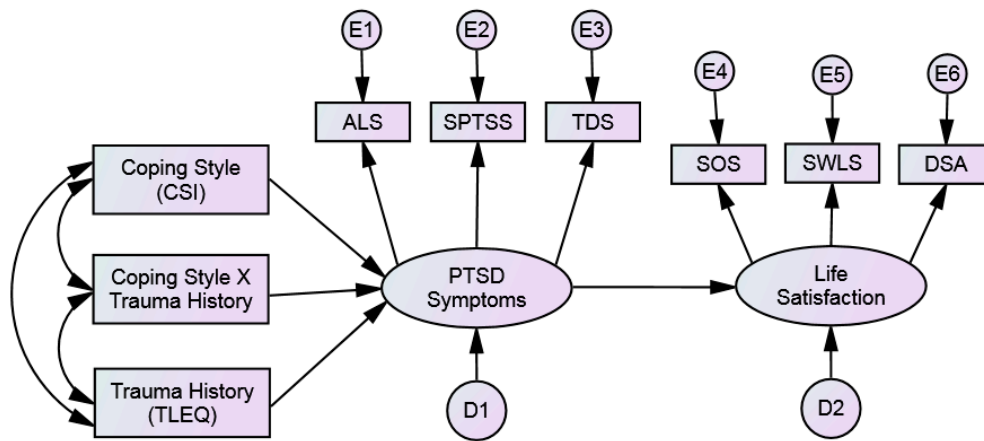 E1
E2
E3
ALS
SPTSS
TDS
E4
E5
E6
SOS
SWLS
DSA
Coping Style
(CSI)
Coping Style X
Trauma History
Trauma History
(TLEQ)
PTSD
Symptoms
Life
Satisfaction
D1
D2